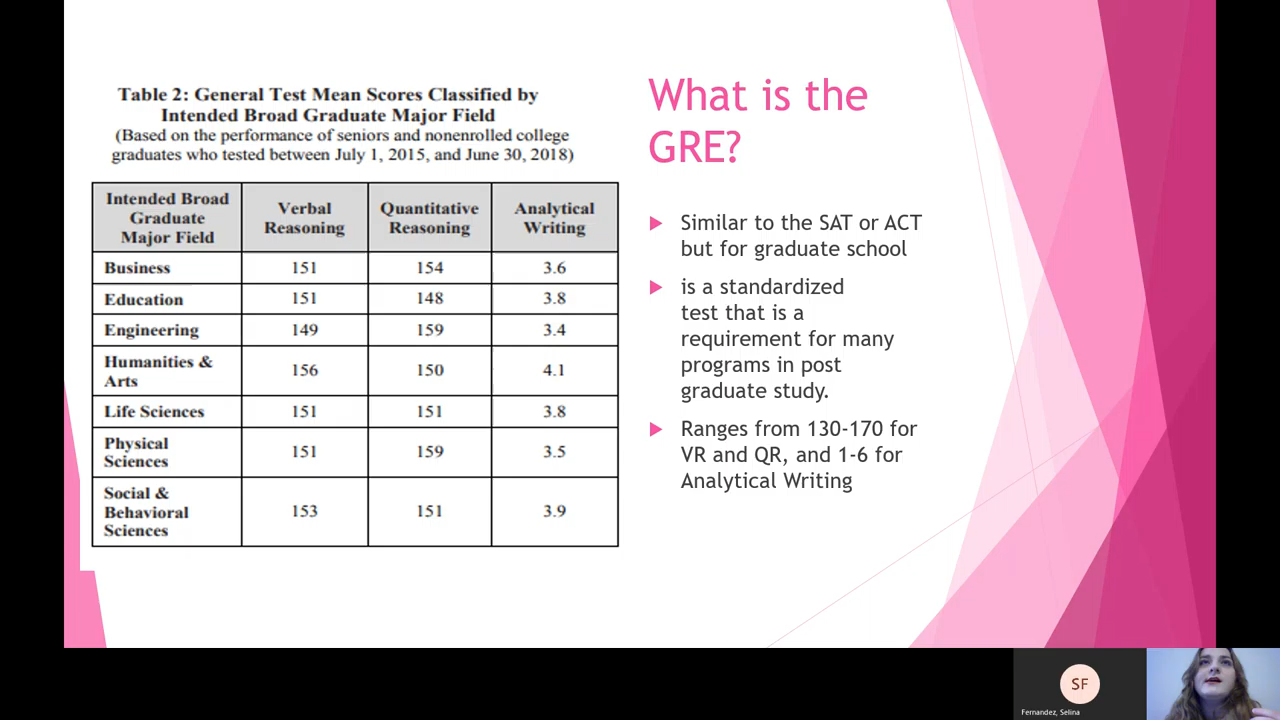 Table 2: General Test Mean Scores Classified by
Intended Broad Graduate Major Field
(Based on the performance of seniors and nonenrolled college
graduates who tested between July 1, 2015, and June 30, 2018)
Intended Broad Graduate Major Field Verbal Reasoning Quantitative Reasoning Analytical Writing
Business 151 154 3.6
Education 151 148 3.8
Engineering 149 159 3.4
Humanities & Arts 156 150 4.1
Life Sciences 151 151 3.8
Physical Sciences 151 159 3.5
Social & Behavioral Sciences 153 151 3.9
What is the
GRE?
Similar to the SAT or ACT
but for graduate school
is a standardized
test that is a
requirement for many
programs in post
graduate study.
Ranges from 130-170 for
VR and QR, and 1-6 for
Analytical Writing
SF
Fernandez, Selina